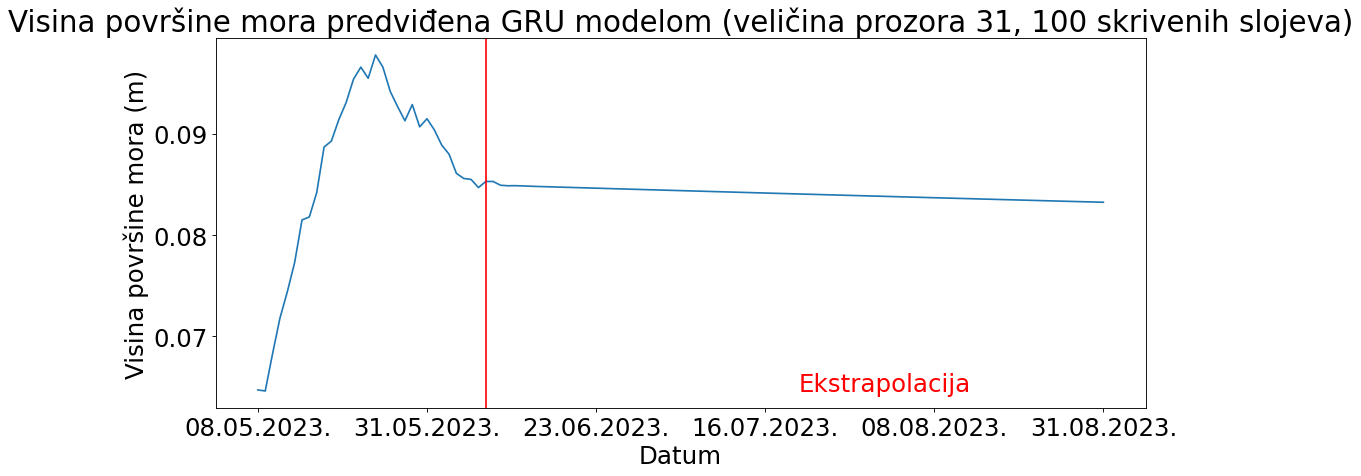 Visina površine mora predviđena GRU modelom (veličina prozora 31, 100 skrivenih slojeva)
Visina površine mora (m)
0.09
0.08
0.07
Ekstrapolacija
08.05.2023. 31.05.2023. 23.06.2023. 16.07.2023. 08.08.2023. 31.08.2023.
Datum